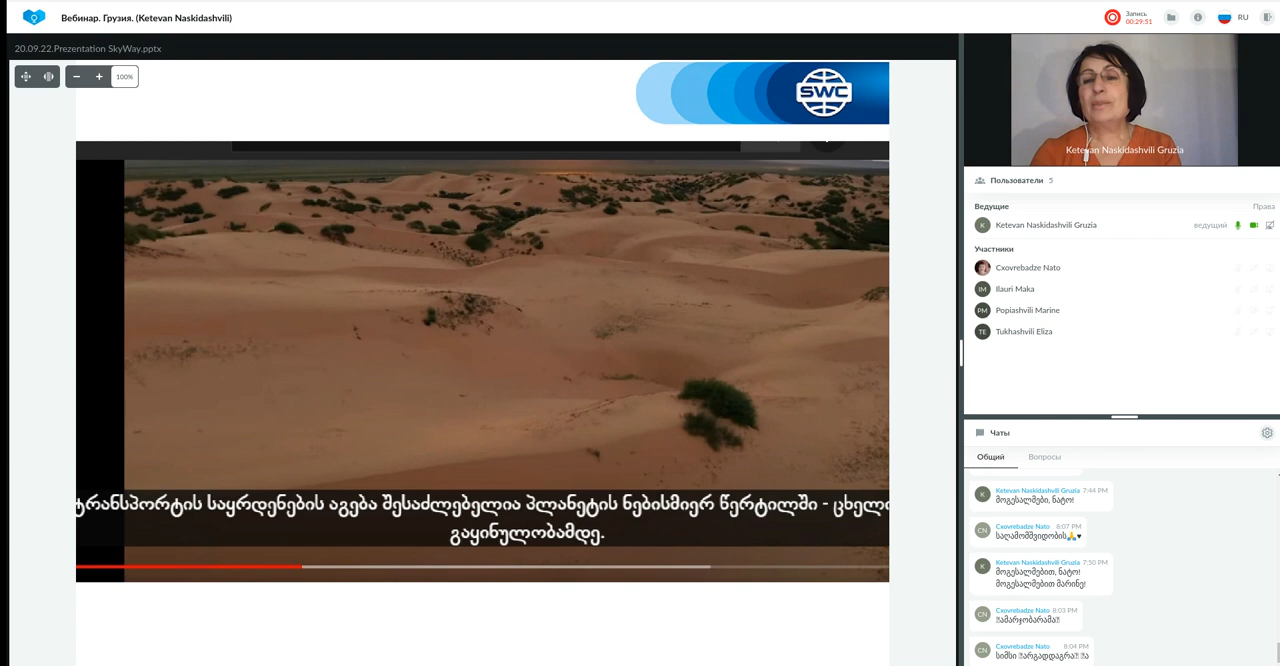 Вебинар. Грузия. (Ketevan Naskidashvili)
Запись
00:29:51
RU
20.09.22.Prezentation SkyWay.pptx
100%
SWC
ტრანსპორტის საყრდენების აგება შესაძლებელია პლანეტის ნებისმიერ წერტილში -
გაყინულობამდე.
Ketevan Naskidashvili Gruzia
Пользователи 5
Ведущие
Права
K
Ketevan Naskidashvili Gruzia
ведущий
Участники
Cxovrebadze Nato
IM
Ilauri Maka
PM
Popiashvili Marine
TE
Tukhashvili Eliza
Чаты
Общий
Вопросы
K
Ketevan Naskidashvili Gruzia 7:44 PM
მოგესალმები, ნატო!
CN
Cxovrebadze Nato 8:07 PM
საღამომშვიდობის🙏♥
K
Ketevan Naskidashvili Gruzia 7:50 PM
მოგესალმებით, ნატო!
მოგესალმებით მარინე!
CN
Cxovrebadze Nato 8:03 PM
CN
Cxovrebadze Nato 8:04 PM